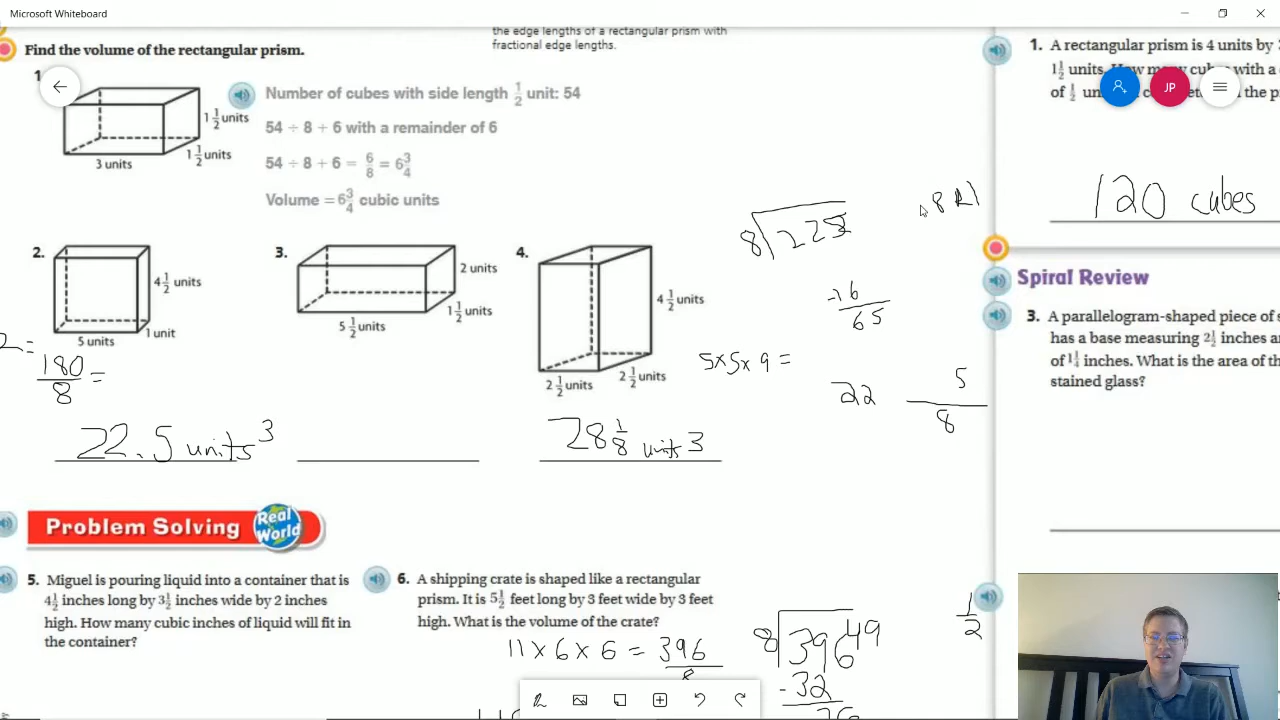 Microsoft Whiteboard
the edge lengths of a rectangular prism with
fractional edge lengths.
Find the volume of the rectangular prism.
1
1 1/2 units
1 1/2 units
3 units
Number of cubes with side length 1/2 unit: 54
54 ÷ 8 + 6 with a remainder of 6
54 ÷ 8 + 6 = 6/8 = 6 3/4
Volume = 6 3/4 cubic units
2.
4 1/2 units
1 unit
5 units
2 =
180/8 =
22.5 units³
3.
2 units
1 1/2 units
5 1/2 units
4.
4 1/2 units
2 1/2 units
2 1/2 units
5x5x9 =
28 1/8 units 3
8
-16
65
22
8 R1
5/8
Problem Solving
Real World
5. Miguel is pouring liquid into a container that is
4 1/2 inches long by 3 1/2 inches wide by 2 inches
high. How many cubic inches of liquid will fit in
the container?
6. A shipping crate is shaped like a rectangular
prism. It is 5 1/2 feet long by 3 feet wide by 3 feet
high. What is the volume of the crate?
11 x 6 x 6 = 396/8
8 396 49
-32
1/2
1. A rectangular prism is 4 units by
1 1/2 units. How many cubes with a
of 1/2
JP
120 cubes
Spiral Review
3. A parallelogram-shaped piece of s
has a base measuring 2 1/2 inches a
of 1 1/4 inches. What is the area of th
stained glass?